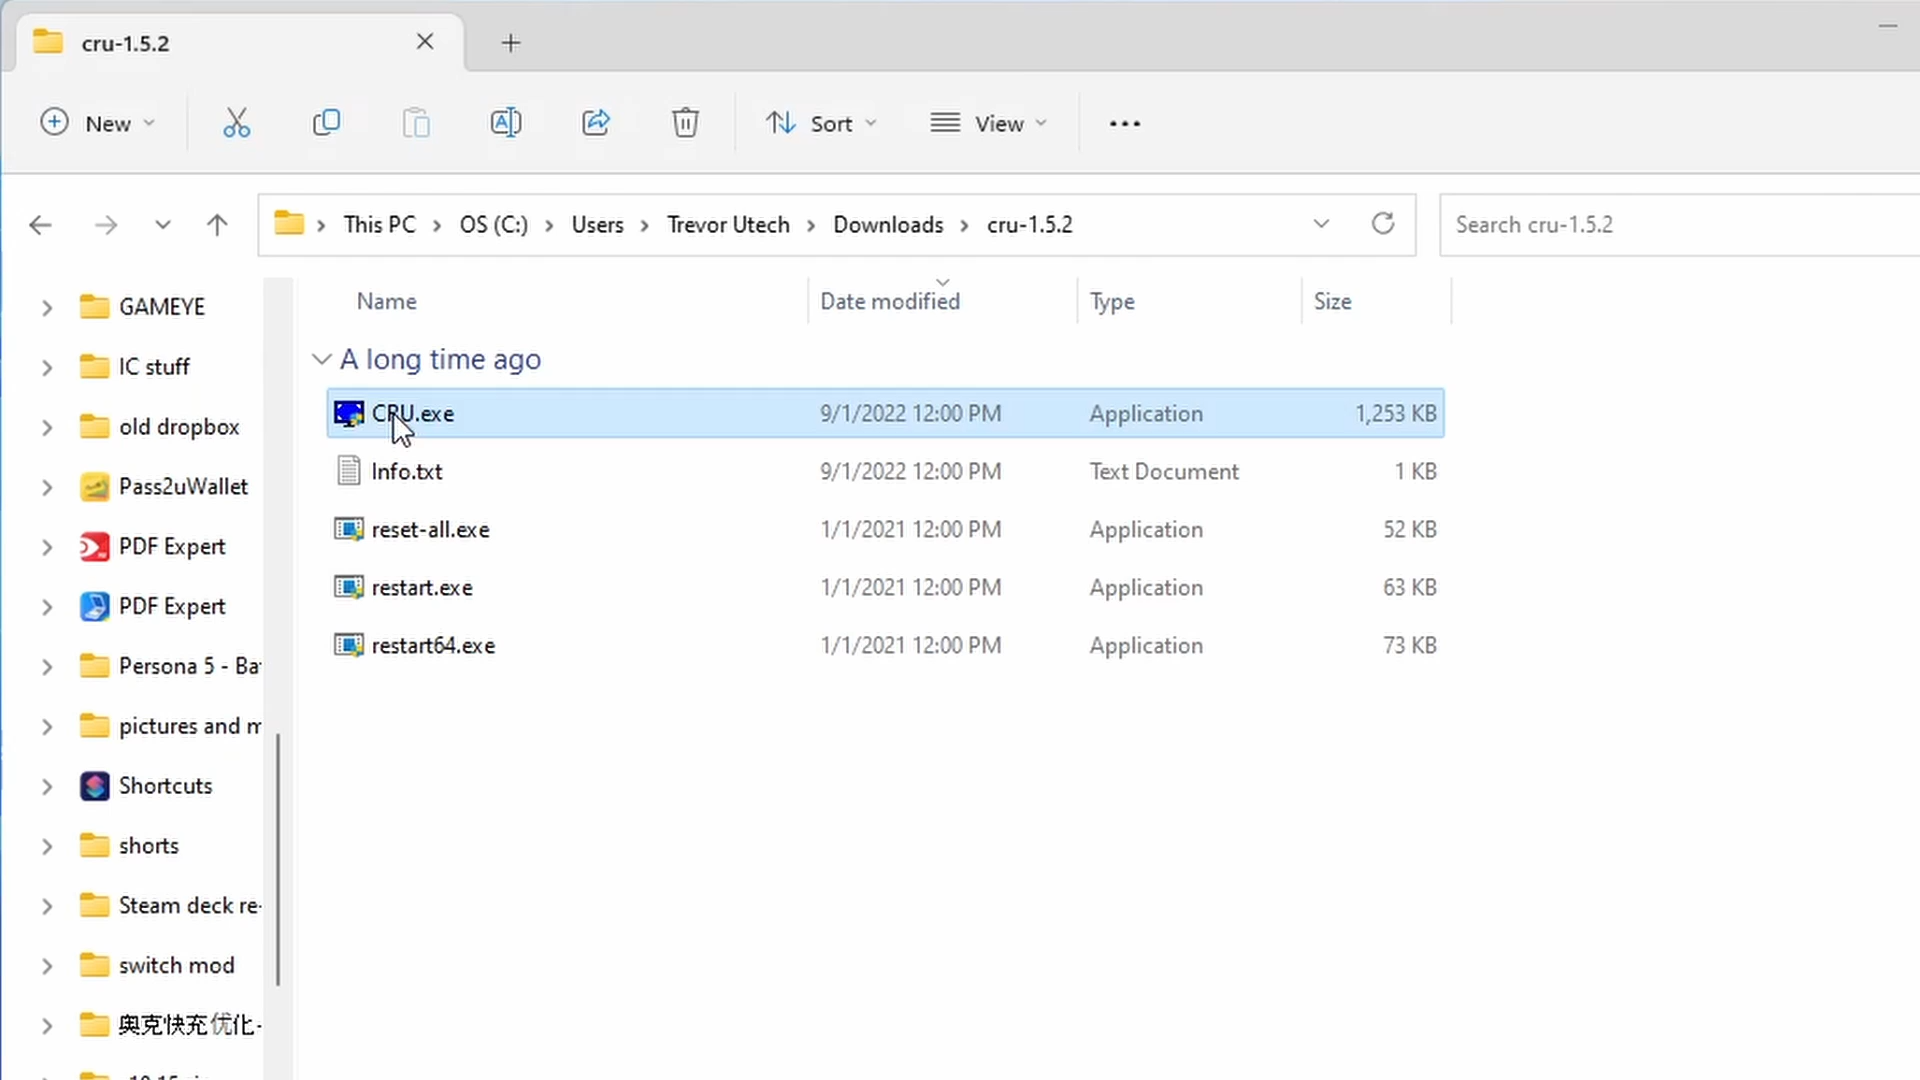 cru-1.5.2
New
Sort
View
This PC > OS (C:) > Users > Trevor Utech > Downloads > cru-1.5.2
Search cru-1.5.2
GAMEYE
IC stuff
old dropbox
Pass2uWallet
PDF Expert
PDF Expert
Persona 5 - Ba
pictures and m
Shortcuts
shorts
Steam deck re-
switch mod
奥克快充优化-
Name Date modified Type Size
A long time ago
CRU.exe 9/1/2022 12:00 PM Application 1,253 KB
Info.txt 9/1/2022 12:00 PM Text Document 1 KB
reset-all.exe 1/1/2021 12:00 PM Application 52 KB
restart.exe 1/1/2021 12:00 PM Application 63 KB
restart64.exe 1/1/2021 12:00 PM Application 73 KB